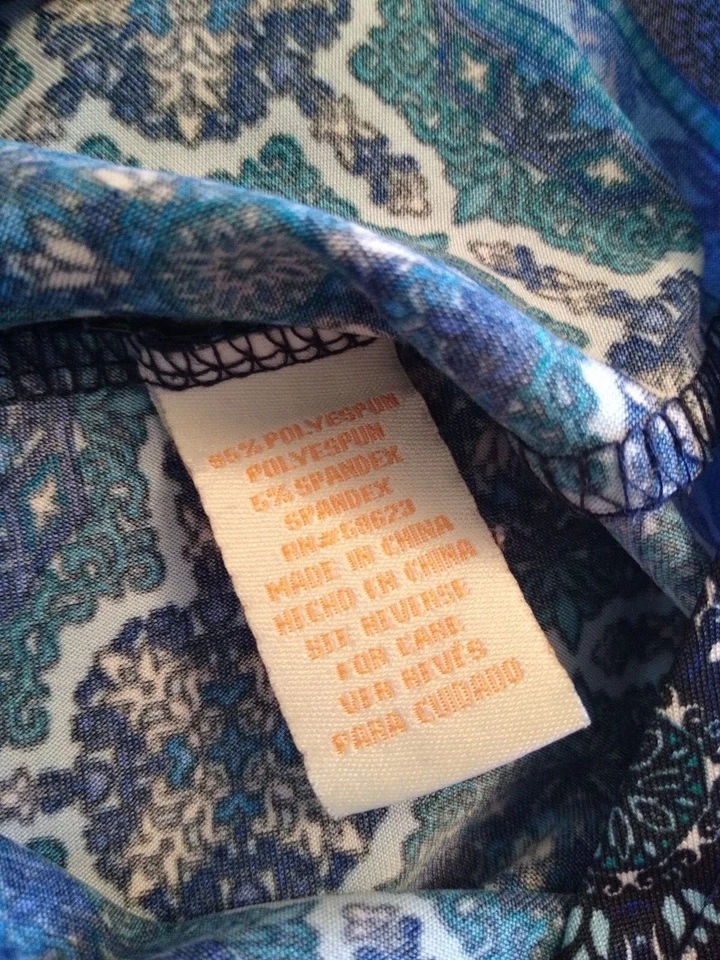 95% POLYESPUN
POLYESPUN
5% SPANDEX
SPANDEX
RN#68623
MADE IN CHINA
HECHO EN CHINA
SEE REVERSE
FOR CARE
VER REVÉS
PARA CUIDADO